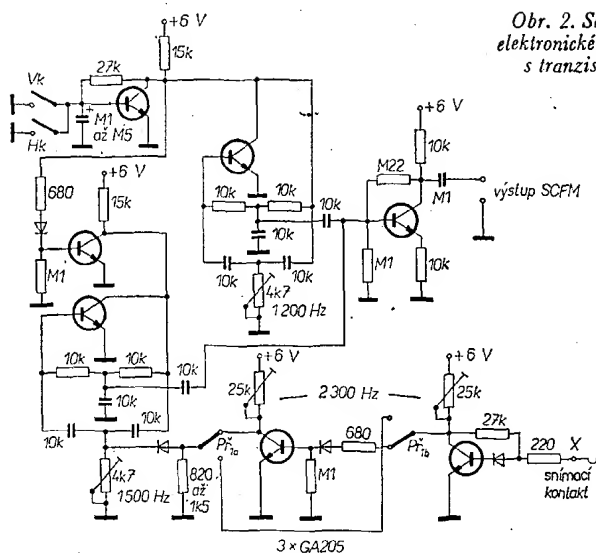 Obr. 2.
elektronické
s tranzis
+6 V
15k
27k
Vk
Hk
+
M1
až M5
680
+6 V
15k
M1
10k
10k
10k
10k
10k
10k
4k7
1500 Hz
10k
10k
10k
10k
10k
10k
4k7
1200 Hz
+6 V
10k
M22
M1
výstup SCFM
M1
10k
+6 V
25k
2300 Hz
+6 V
25k
820
až
1k5
Př1a
M1
680
Př1b
27k
220
X
snímací
kontakt
3×GA205